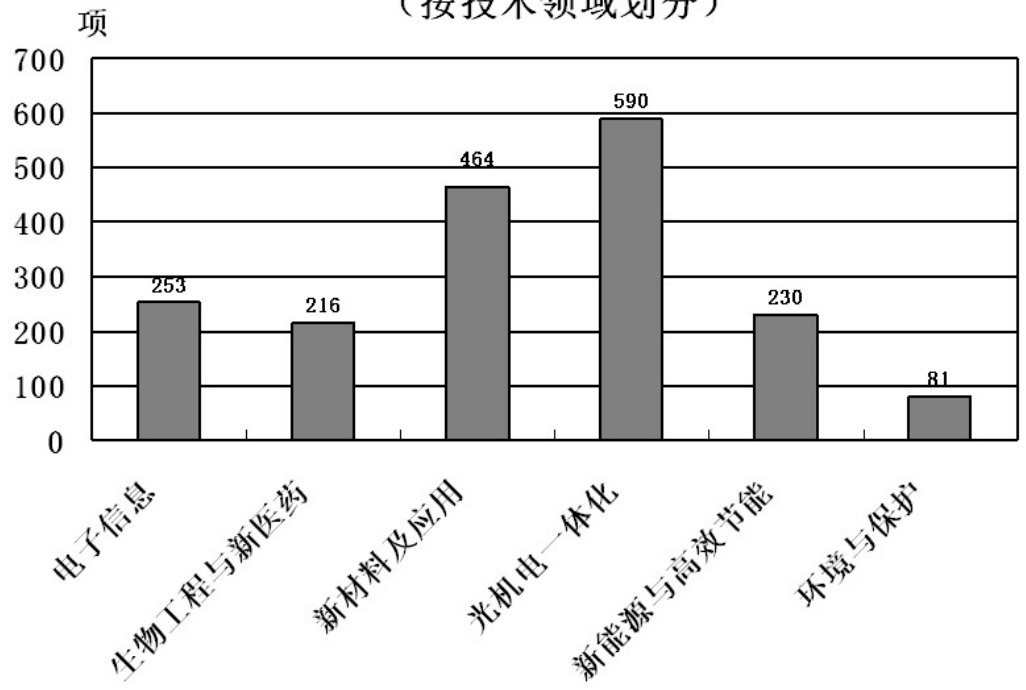 （按技术领域划分）
项
700
600
500
400
300
200
100
0
253
216
464
590
230
81
电子信息
生物工程与新医药
新材料及应用
光机电一体化
新能源与高效节能
环境与保护